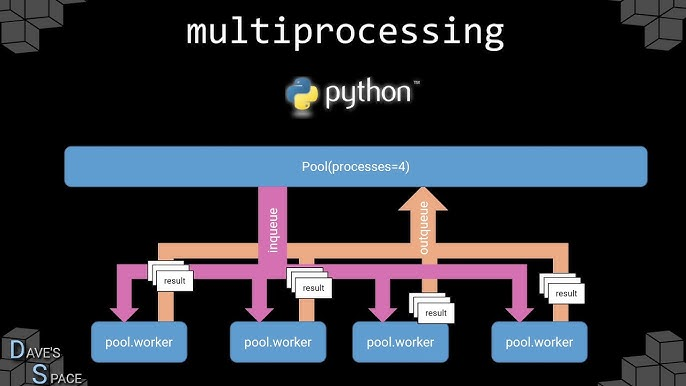 multiprocessing
python™
Pool(processes=4)
inqueue
outqueue
result
result
result
result
pool.worker
pool.worker
pool.worker
pool.worker
DAVE'S
SPACE